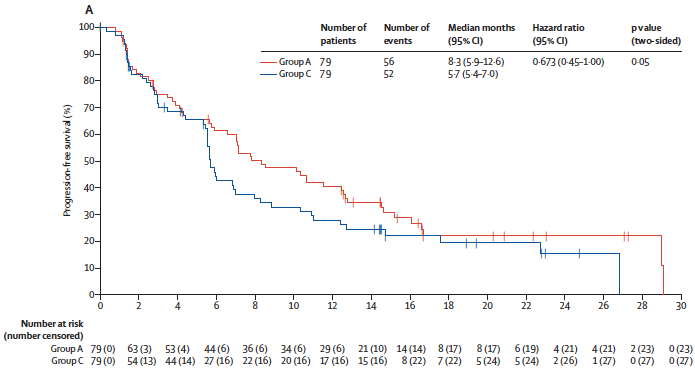 A
Number of patients Number of events Median months (95% CI) Hazard ratio (95% CI) p value (two-sided)
Group A 79 56 8·3 (5·9–12·6) 0·673 (0·45–1·00) 0·05
Group C 79 52 5·7 (5·4–7·0)
Progression-free survival (%)
100
90
80
70
60
50
40
30
20
10
0
0 2 4 6 8 10 12 14 16 18 20 22 24 26 28 30
Number at risk
(number censored)
Group A 79 (0) 63 (3) 53 (4) 44 (6) 36 (6) 34 (6) 29 (6) 21 (10) 14 (14) 8 (17) 8 (17) 6 (19) 4 (21) 4 (21) 2 (23) 0 (23)
Group C 79 (0) 54 (13) 44 (14) 27 (16) 22 (16) 20 (16) 17 (16) 15 (16) 8 (22) 7 (22) 5 (24) 5 (24) 2 (26) 1 (27) 0 (27) 0 (27)